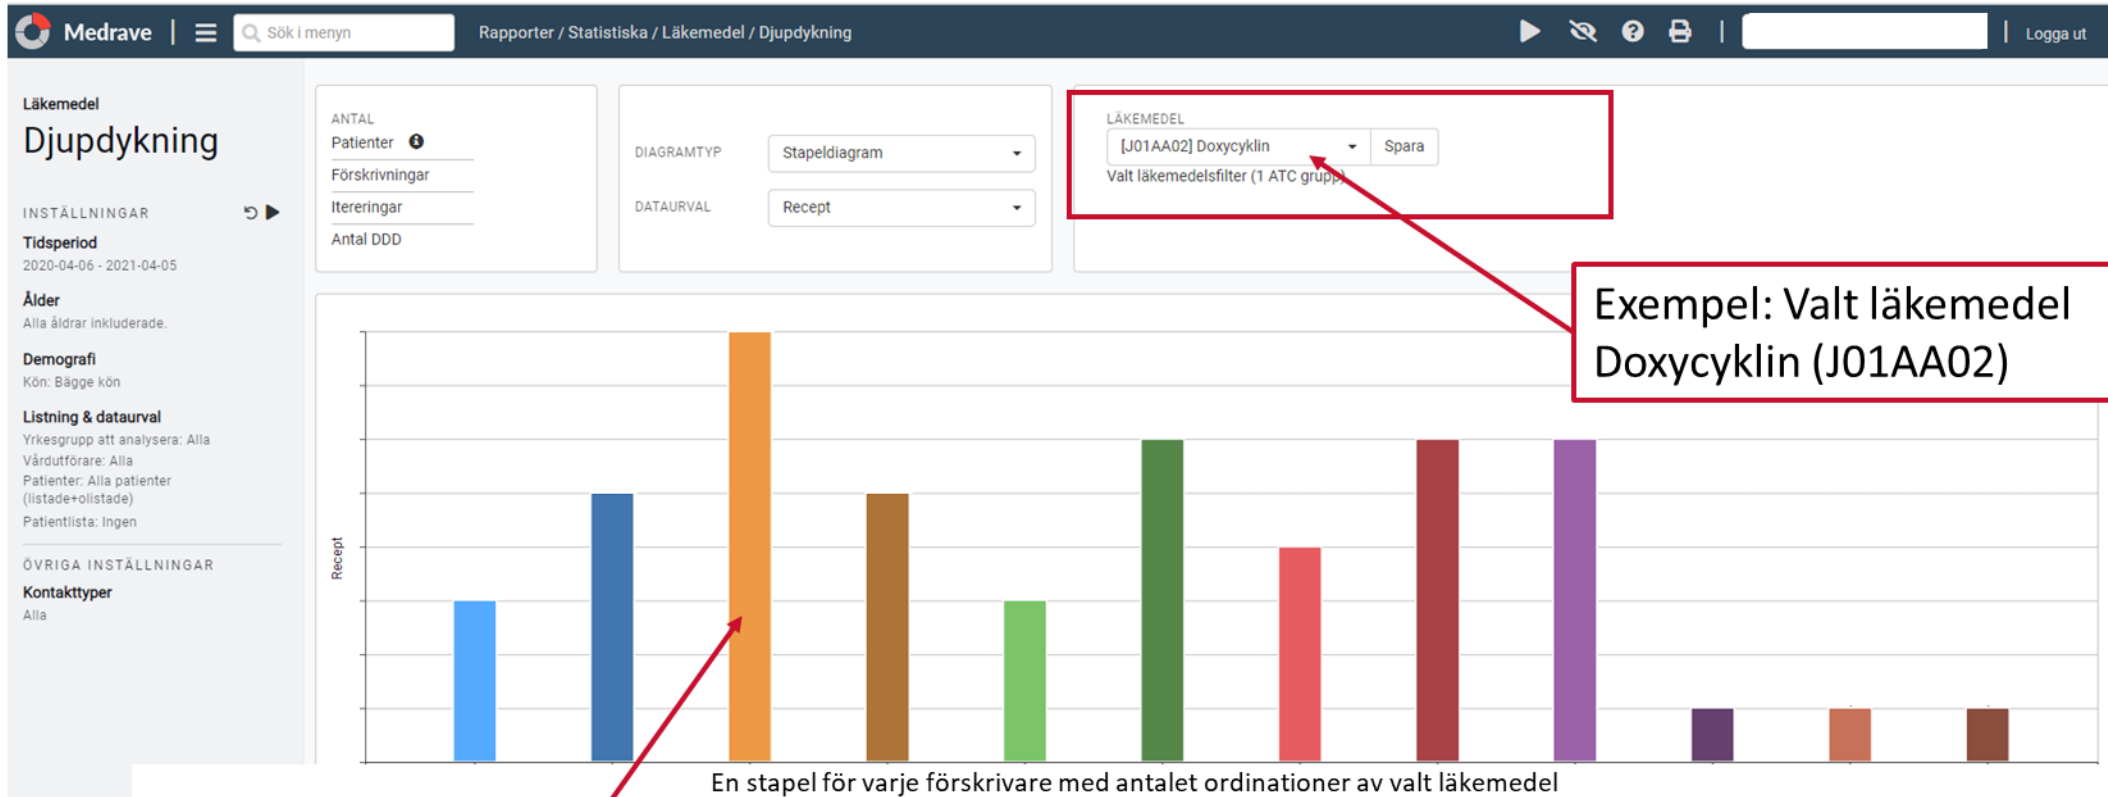 Medrave
Sök i menyn
Rapporter / Statistiska / Läkemedel / Djupdykning
Logga ut
Läkemedel
Djupdykning
INSTÄLLNINGAR
Tidsperiod
2020-04-06 - 2021-04-05
Ålder
Alla åldrar inkluderade.
Demografi
Kön: Bägge kön
Listning & dataurval
Yrkesgrupp att analysera: Alla
Vårdutförare: Alla
Patienter: Alla patienter
(listade+olistade)
Patientlista: Ingen
ÖVRIGA INSTÄLLNINGAR
Kontakttyper
Alla
ANTAL
Patienter
Förskrivningar
Itereringar
Antal DDD
DIAGRAMTYP
Stapeldiagram
DATAURVAL
Recept
LÄKEMEDEL
[J01AA02] Doxycyklin
Spara
Valt läkemedelsfilter (1 ATC grupp)
Exempel: Valt läkemedel
Doxycyklin (J01AA02)
Recept
En stapel för varje förskrivare med antalet ordinationer av valt läkemedel